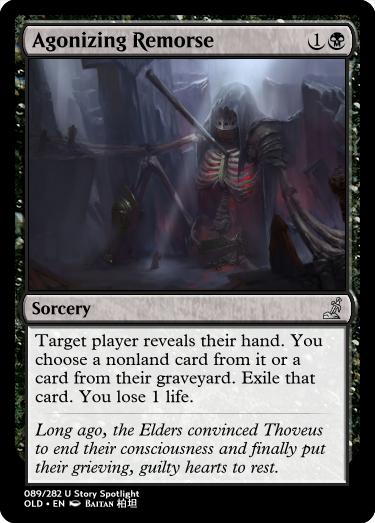 Agonizing Remorse 1
Sorcery
Target player reveals their hand. You
choose a nonland card from it or a
card from their graveyard. Exile that
card. You lose 1 life.
Long ago, the Elders convinced Thoveus
to end their consciousness and finally put
their grieving, guilty hearts to rest.
089/282 U Story Spotlight
OLD • EN Baitan 柏坦